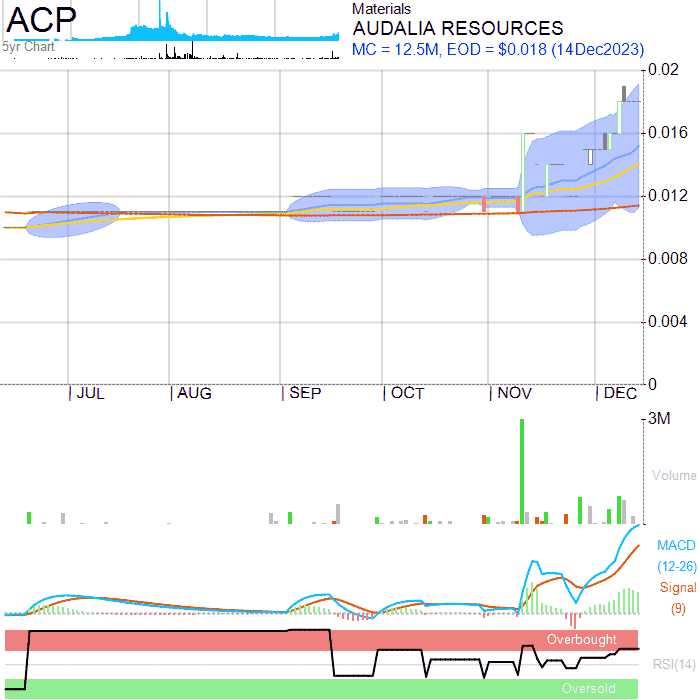 ACP
5yr Chart
Materials
AUDALIA RESOURCES
MC = 12.5M, EOD = $0.018 (14Dec2023)
0.02
0.016
0.012
0.008
0.004
0
JUL AUG SEP OCT NOV DEC
3M
Volume
MACD
(12-26)
Signal
(9)
Overbought
RSI(14)
Oversold